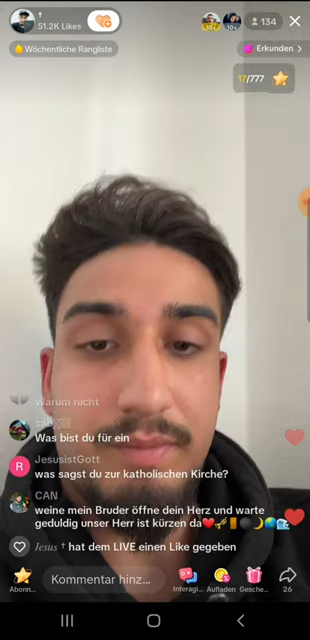 †
51.2K Likes
134
Wöchentliche Rangliste
Erkunden >
17/777
Warum nicht
Was bist du für ein
JesusistGott
was sagst du zur katholischen Kirche?
CAN
weine mein Bruder öffne dein Herz und warte
geduldig unser Herr ist kürzen da
Jesus † hat dem LIVE einen Like gegeben
Kommentar hinz...
Abonn...
Interagi...
Aufladen
Gesche...
26